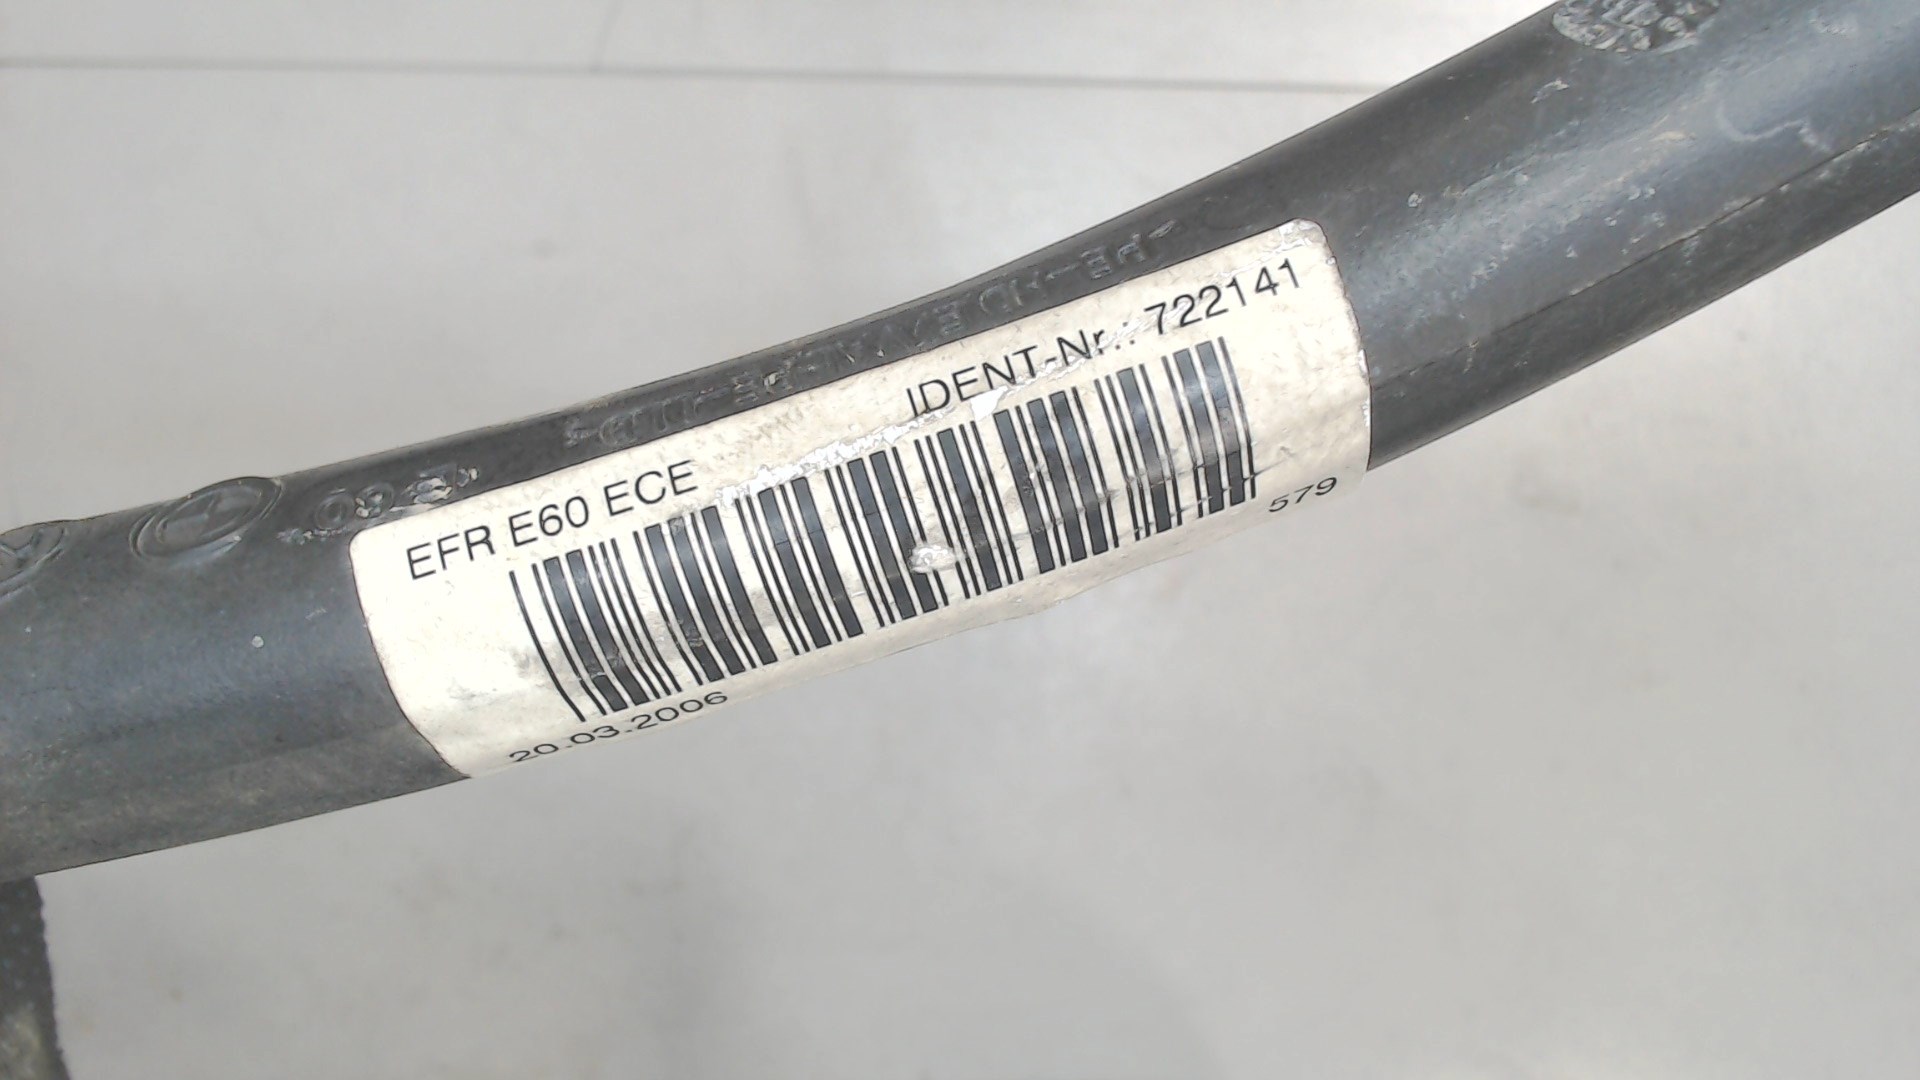 EFR E60 ECE
IDENT-Nr.: 722141
20.03.2006
579